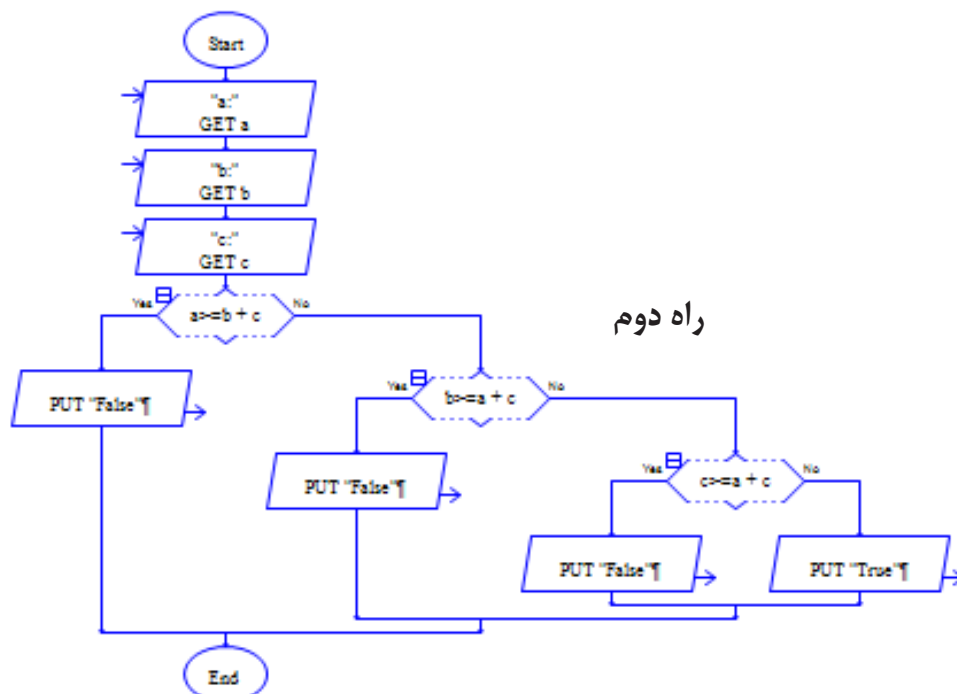 Start
"a:"
GET a
"b:"
GET b
"c:"
GET c
Yes
No
a>=b + c
راه دوم
PUT "False"¶
Yes
No
b>=a + c
PUT "False"¶
Yes
No
c>=a + c
PUT "False"¶
PUT "True"¶
End